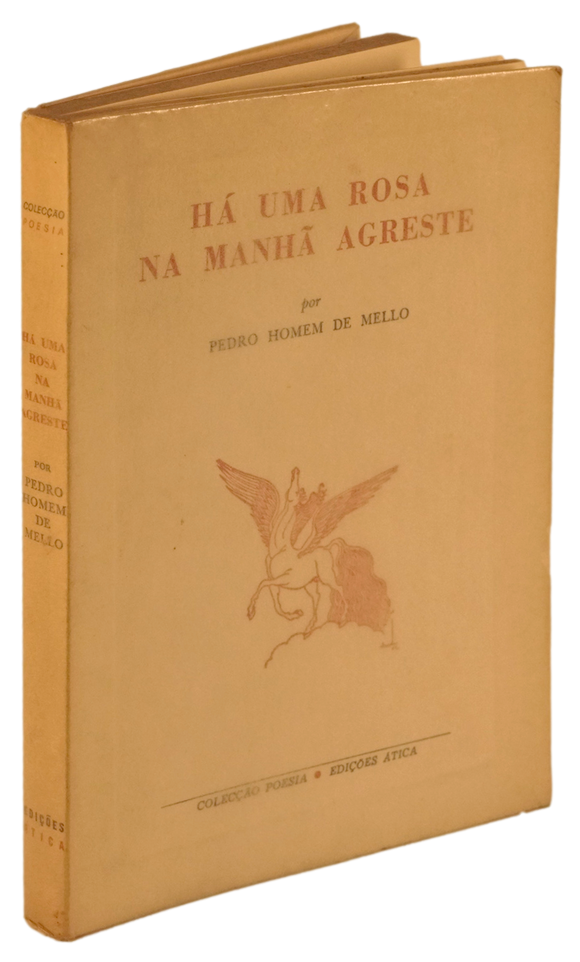 HÁ UMA ROSA
NA MANHÃ AGRESTE
por
PEDRO HOMEM DE MELLO
COLECÇÃO POESIA • EDIÇÕES ÁTICA
COLECÇÃO
POESIA
HÁ UMA
ROSA
NA
MANHÃ
AGRESTE
POR
PEDRO
HOMEM
DE
MELLO
EDIÇÕES
ÁTICA